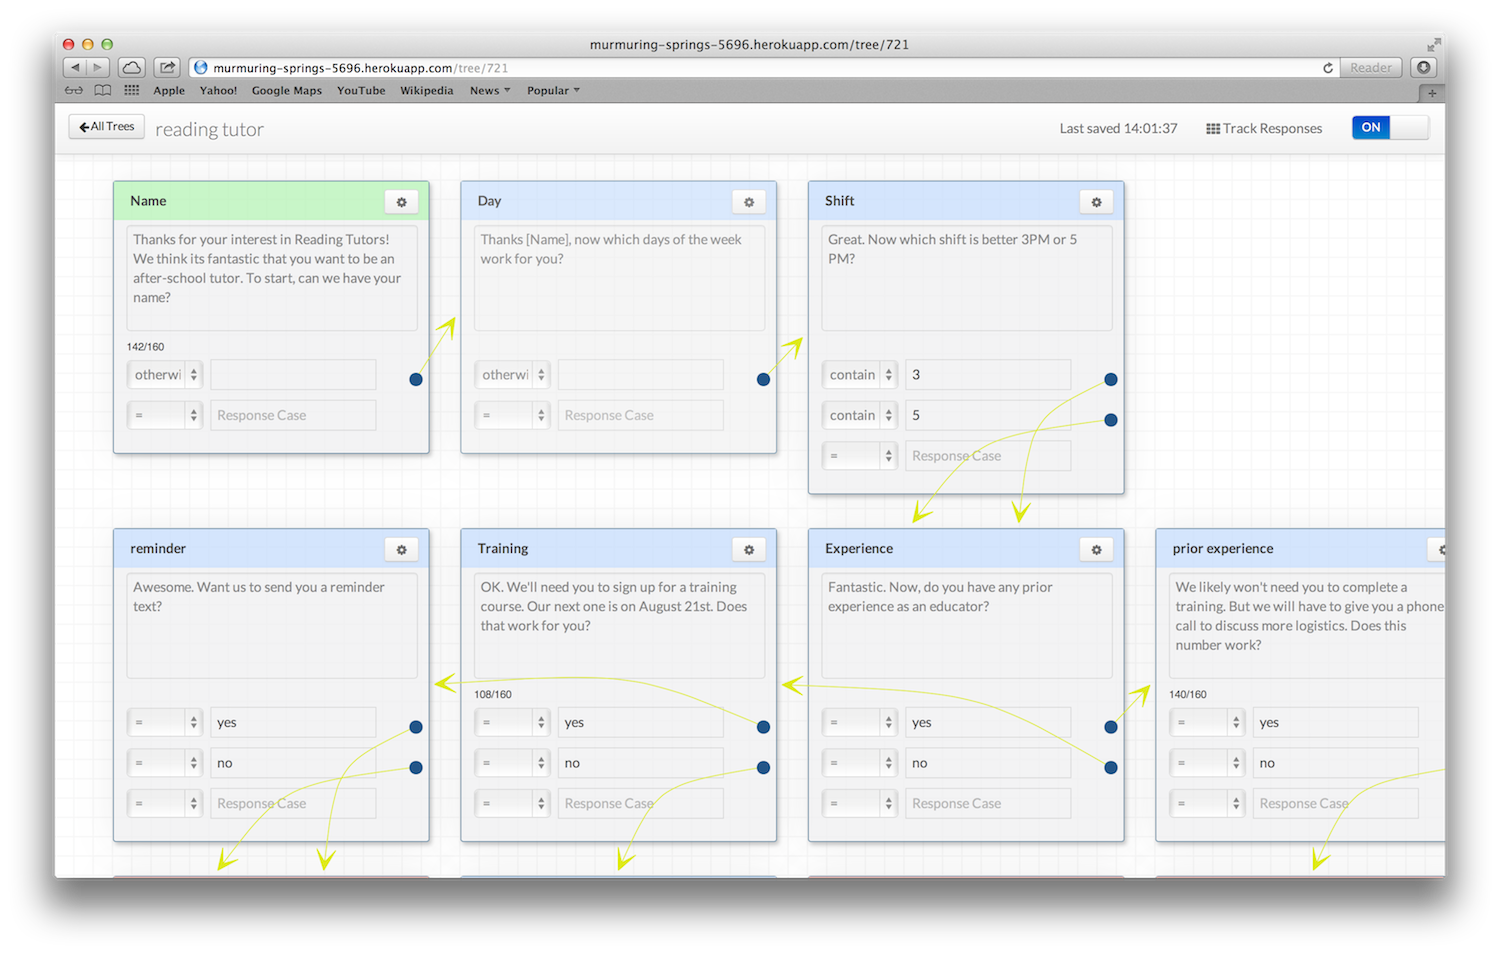 murmuring-springs-5696.herokuapp.com/tree/721
murmuring-springs-5696.herokuapp.com/tree/721
Reader
Apple Yahoo! Google Maps YouTube Wikipedia News Popular
All Trees
reading tutor
Last saved 14:01:37
Track Responses
ON
Name
Thanks for your interest in Reading Tutors!
We think its fantastic that you want to be an
after-school tutor. To start, can we have your
name?
142/160
otherwi
= Response Case
Day
Thanks [Name], now which days of the week
work for you?
otherwi
= Response Case
Shift
Great. Now which shift is better 3PM or 5
PM?
contain 3
contain 5
= Response Case
reminder
Awesome. Want us to send you a reminder
text?
= yes
= no
= Response Case
Training
OK. We'll need you to sign up for a training
course. Our next one is on August 21st. Does
that work for you?
108/160
= yes
= no
= Response Case
Experience
Fantastic. Now, do you have any prior
experience as an educator?
= yes
= no
= Response Case
prior experience
We likely won't need you to complete a
training. But we will have to give you a phone
call to discuss more logistics. Does this
number work?
140/160
= yes
= no
= Response Case